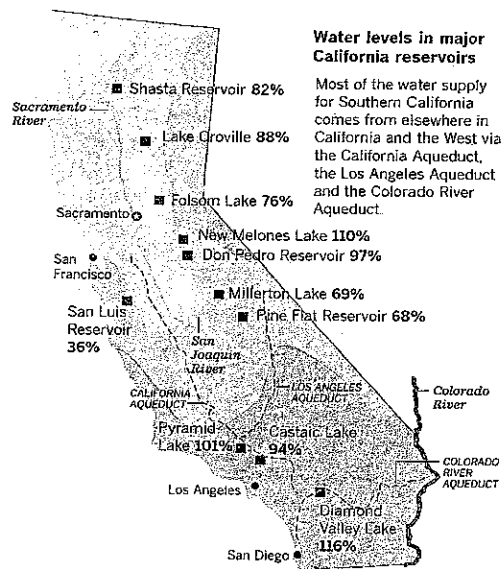 Water levels in major
California reservoirs
Most of the water supply
for Southern California
comes from elsewhere in
California and the West via
the California Aqueduct,
the Los Angeles Aqueduct
and the Colorado River
Aqueduct.
Shasta Reservoir 82%
Sacramento
River
Lake Oroville 88%
Folsom Lake 76%
Sacramento
New Melones Lake 110%
Don Pedro Reservoir 97%
San
Francisco
Millerton Lake 69%
San Luis
Reservoir
36%
Pine Flat Reservoir 68%
San
Joaquin
River
CALIFORNIA
AQUEDUCT
LOS ANGELES
AQUEDUCT
Colorado
River
Pyramid
Lake 101%
Castaic Lake
94%
COLORADO
RIVER
AQUEDUCT
Los Angeles
Diamond
Valley Lake
116%
San Diego